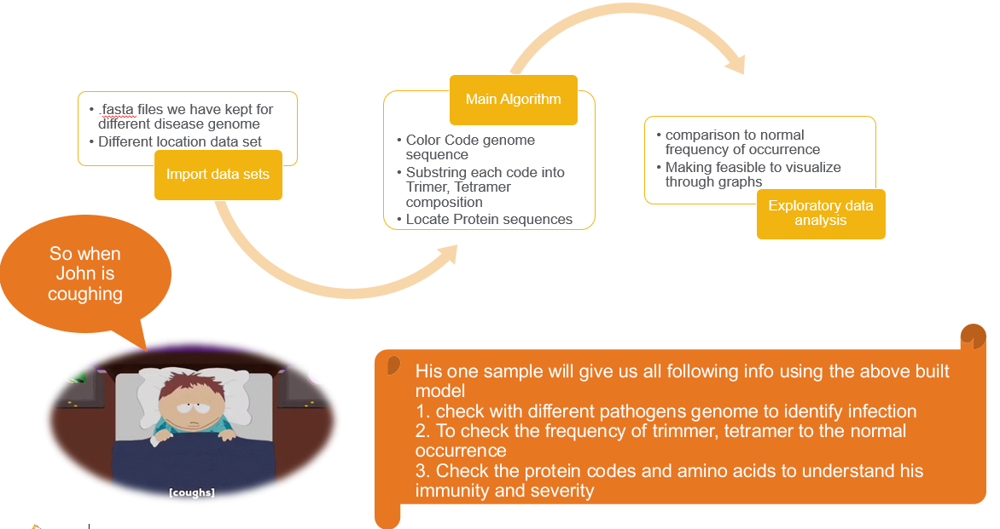 • .fasta files we have kept for
different disease genome
• Different location data set
Import data sets
Main Algorithm
• Color Code genome
sequence
• Substring each code into
Trimer, Tetramer
composition
• Locate Protein sequences
• comparison to normal
frequency of occurrence
• Making feasible to visualize
through graphs
Exploratory data
analysis
So when
John is
coughing
[coughs]
His one sample will give us all following info using the above built
model
1. check with different pathogens genome to identify infection
2. To check the frequency of trimmer, tetramer to the normal
occurrence
3. Check the protein codes and amino acids to understand his
immunity and severity